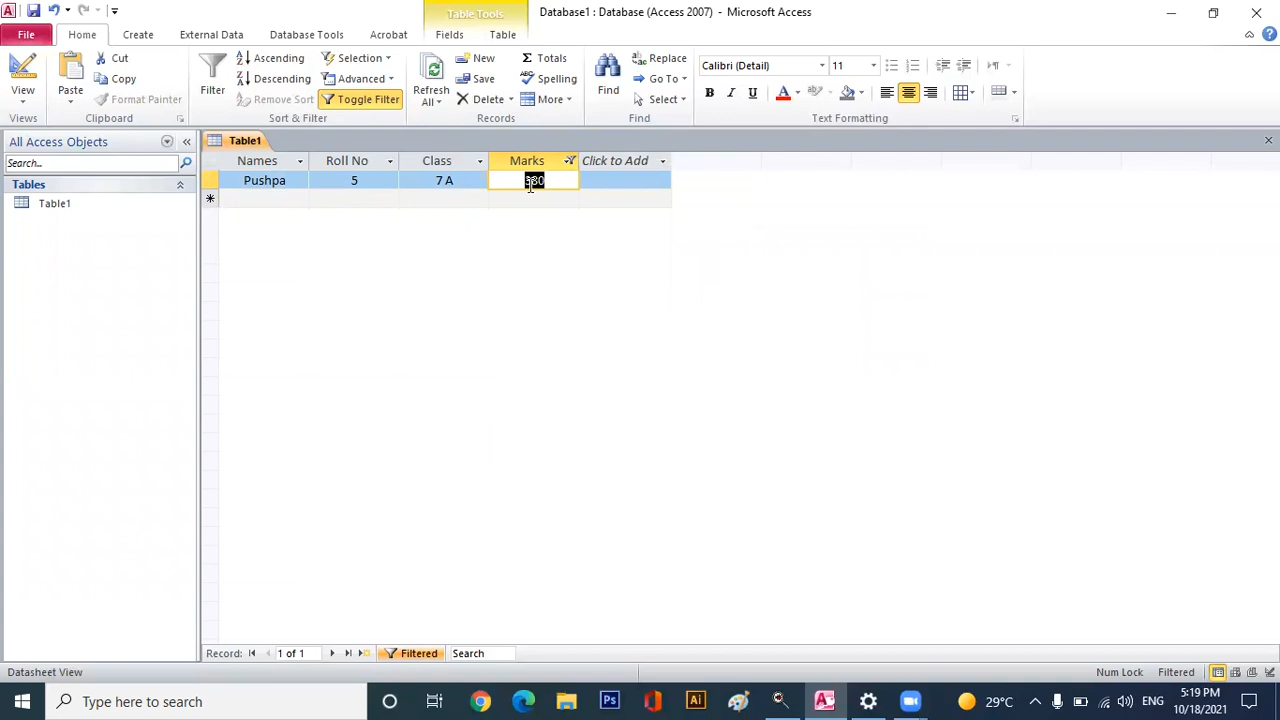 Table Tools
Database1 : Database (Access 2007) - Microsoft Access
File Home Create External Data Database Tools Acrobat Fields Table
View
Views
Paste
Cut
Copy
Format Painter
Clipboard
Filter
Ascending
Descending
Remove Sort
Selection
Advanced
Toggle Filter
Sort & Filter
Refresh All
New
Save
Delete
Totals
Spelling
More
Records
Find
Replace
Go To
Select
Find
Calibri (Detail) 11
B I U A ab
Text Formatting
All Access Objects
Search..
Tables
Table1
Table1
Names Roll No Class Marks Click to Add
Pushpa 5 7 A
Record: 1 of 1 Filtered Search
Datasheet View Num Lock Filtered
Type here to search
Ps
Ai
29°C
ENG
5:19 PM
10/18/2021